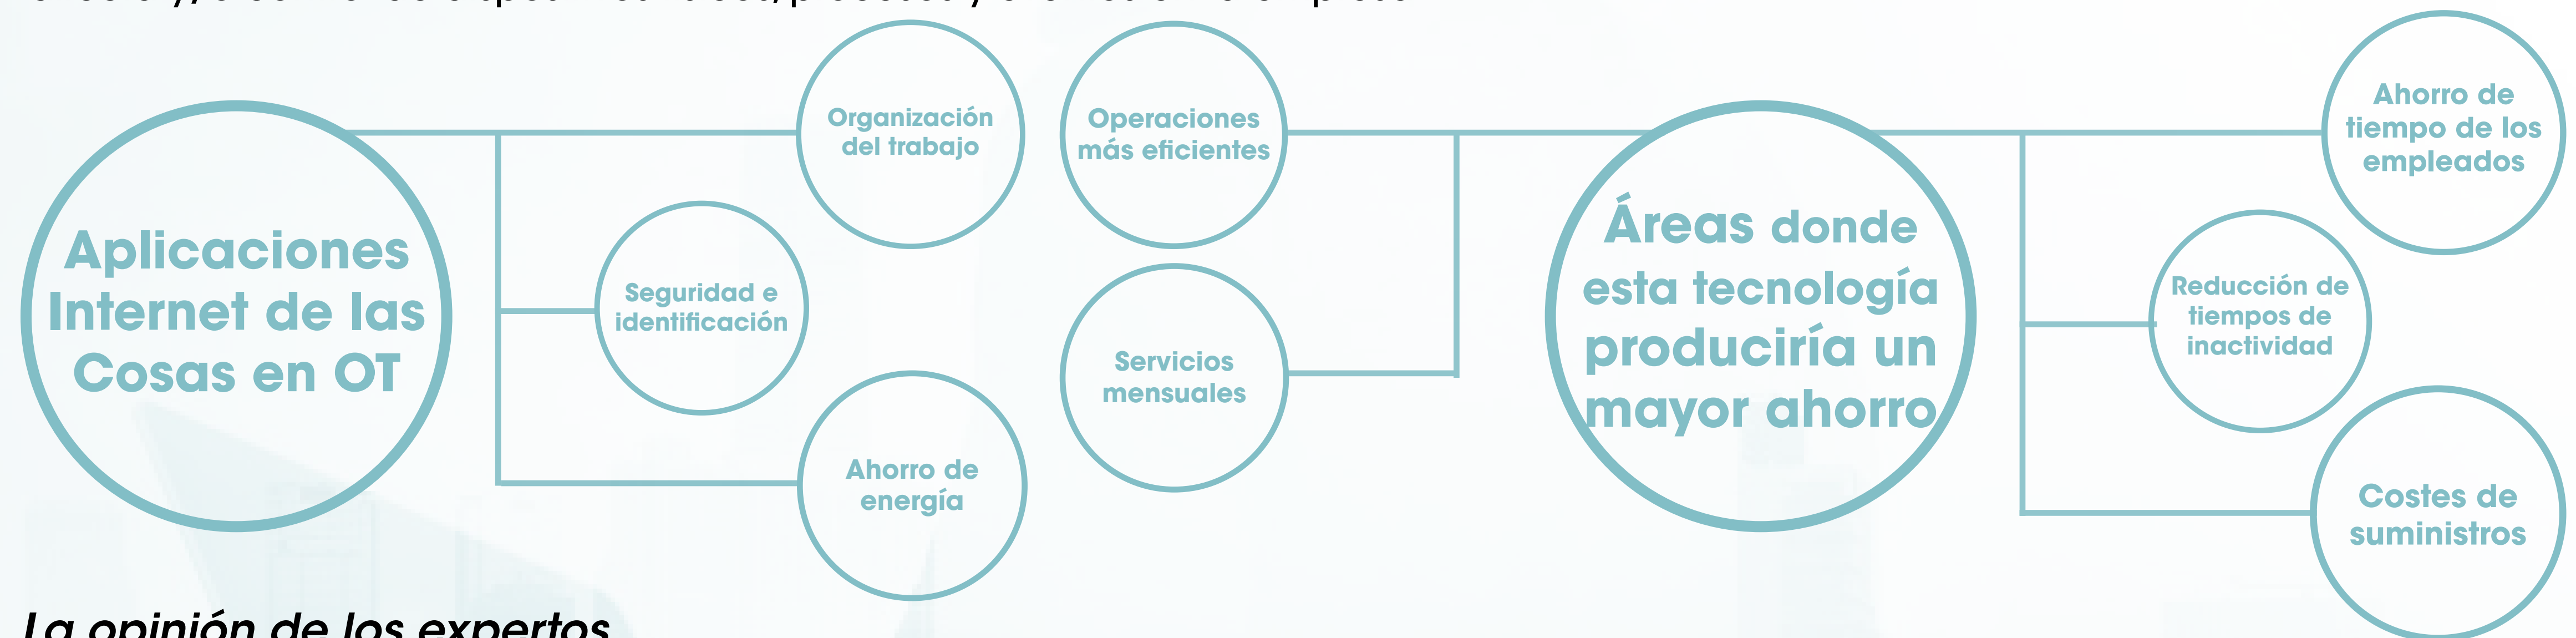 Aplicaciones
Internet de las
Cosas en OT
Organización
del trabajo
Seguridad e
identificación
Ahorro de
energía
Operaciones
más eficientes
Servicios
mensuales
Áreas donde
esta tecnología
produciría un
mayor ahorro
Ahorro de
tiempo de los
empleados
Reducción de
tiempos de
inactividad
Costes de
suministros
La opinión de los expertos